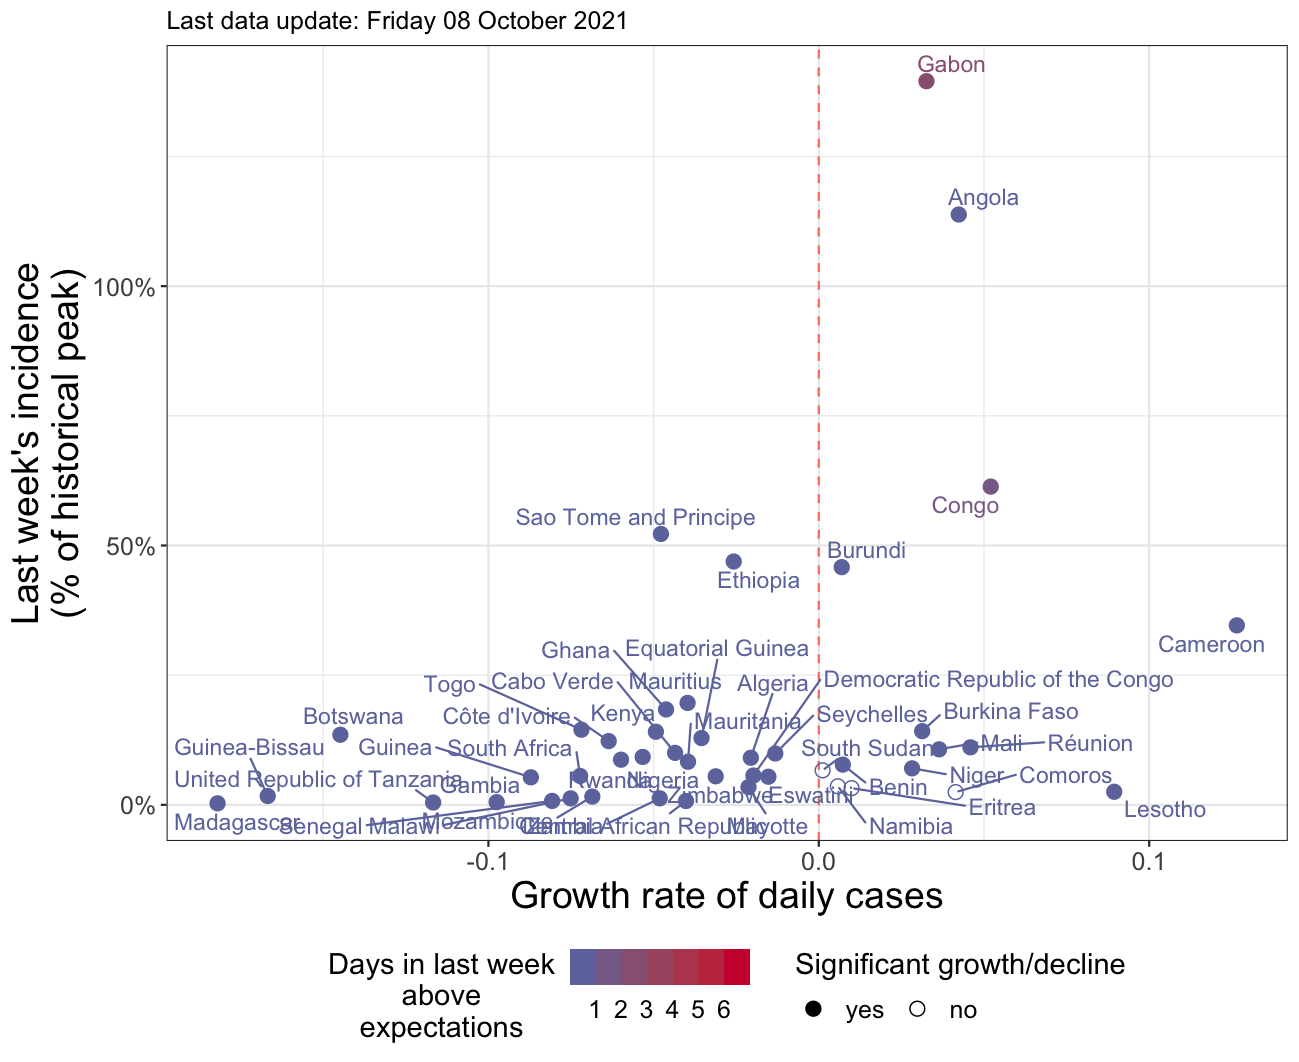 Last data update: Friday 08 October 2021
Last week's incidence
(% of historical peak)
100%
50%
0%
Gabon
Angola
Congo
Sao Tome and Principe
Burundi
Ethiopia
Cameroon
Ghana
Equatorial Guinea
Togo
Cabo Verde
Mauritius
Algeria
Democratic Republic of the Congo
Botswana
Côte d'Ivoire
Kenya
Mauritania
Seychelles
Burkina Faso
Guinea-Bissau
Guinea
South Africa
South Sudan
Mali
Réunion
United Republic of Tanzania
Gambia
Rwanda
Nigeria
Zimbabwe
Eswatini
Benin
Niger
Comoros
Madagascar
Senegal
Malawi
Mozambique
Zambia
Central African Republic
Mayotte
Namibia
Eritrea
Lesotho
-0.1
0.0
0.1
Growth rate of daily cases
Days in last week
above
expectations
1 2 3 4 5 6
Significant growth/decline
yes
no